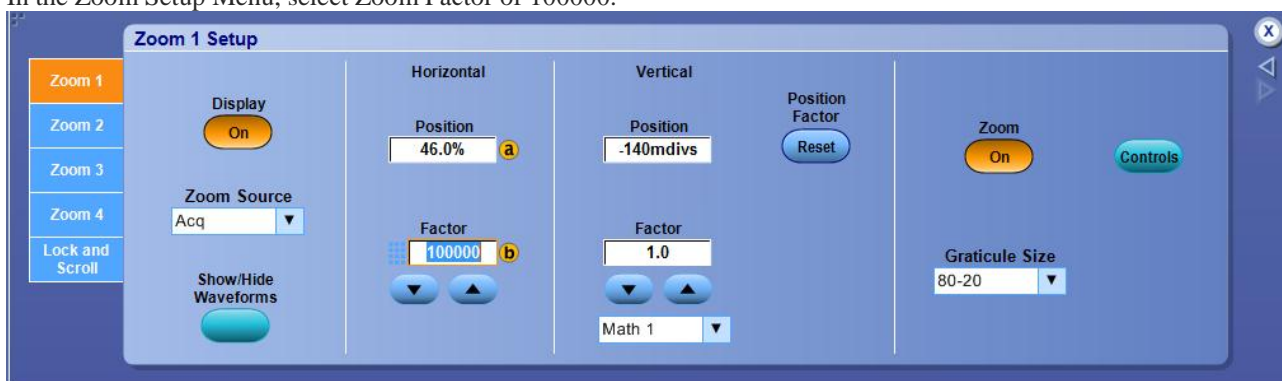 In the Zoom Setup Menu, select Zoom Factor of 100000.
Zoom 1 Setup
X
Zoom 1
Zoom 2
Zoom 3
Zoom 4
Lock and
Scroll
Display
On
Zoom Source
Acq
Show/Hide
Waveforms
Horizontal
Position
46.0%
a
Factor
100000
b
Vertical
Position
-140mdivs
Factor
1.0
Math 1
Position
Factor
Reset
Zoom
On
Controls
Graticule Size
80-20